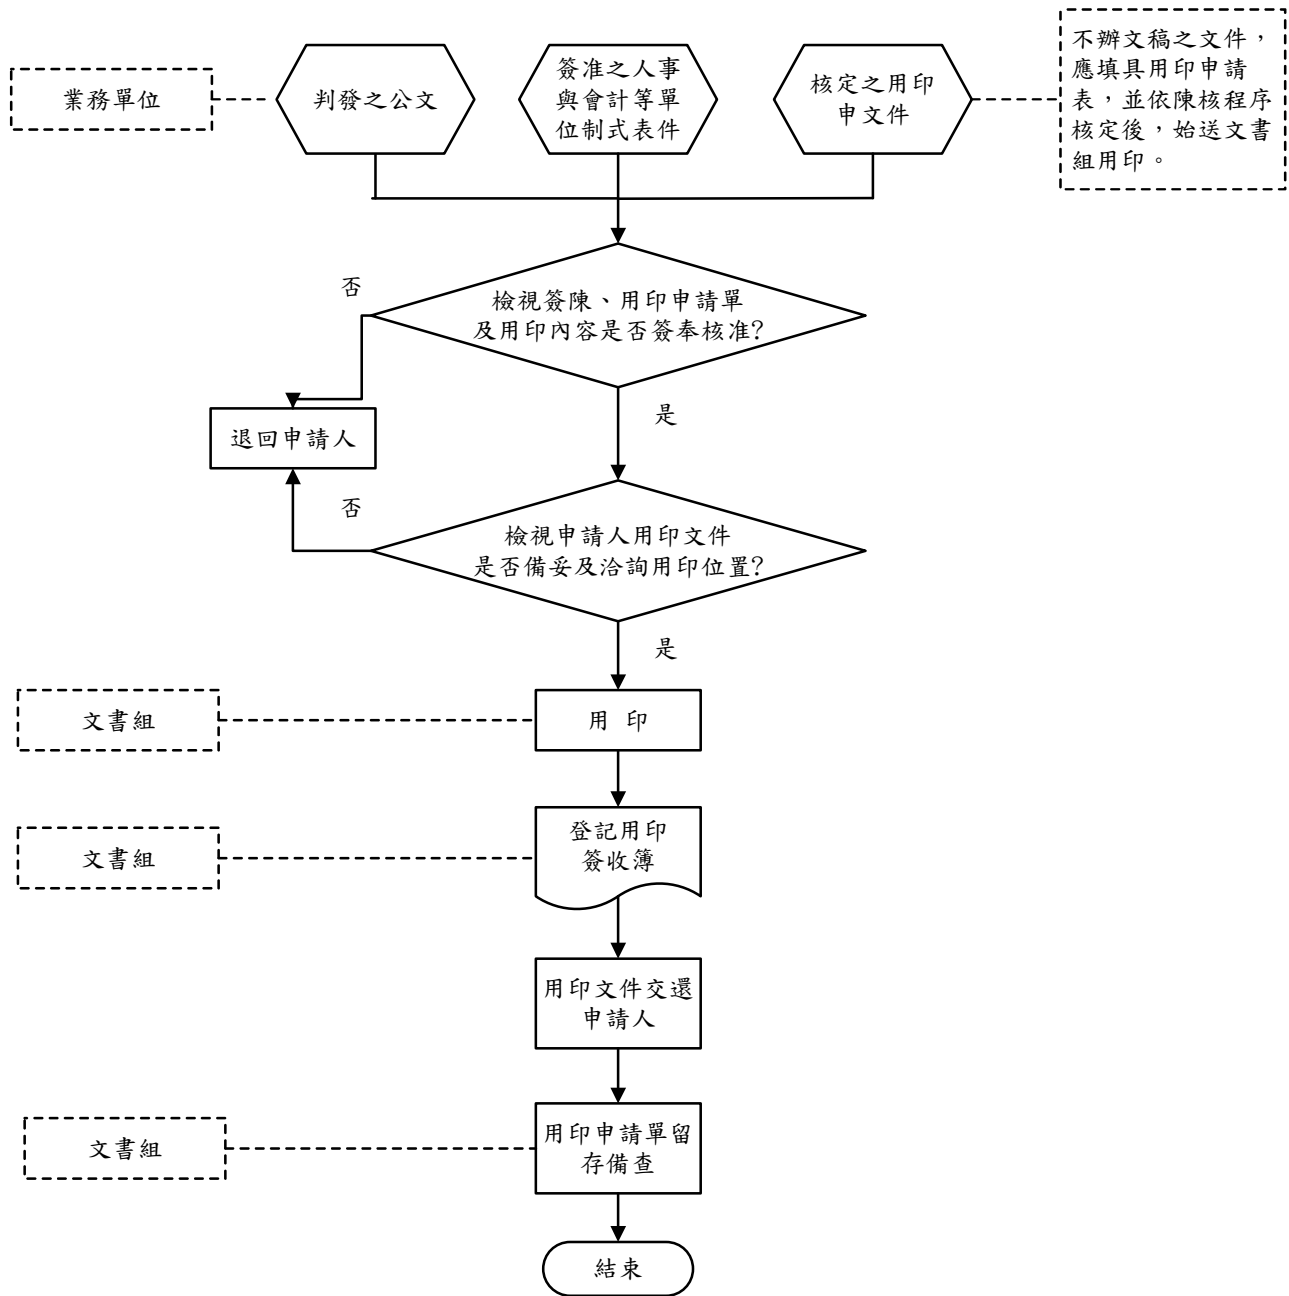 業務單位
判發之公文
簽准之人事
與會計等單
位制式表件
核定之用印
申文件
不辦文稿之文件，
應填具用印申請
表，並依陳核程序
核定後，始送文書
組用印。
檢視簽陳、用印申請單
及用印內容是否簽奉核准?
否
是
退回申請人
檢視申請人用印文件
是否備妥及洽詢用印位置?
否
是
文書組
用 印
文書組
登記用印
簽收簿
用印文件交還
申請人
文書組
用印申請單留
存備查
結束